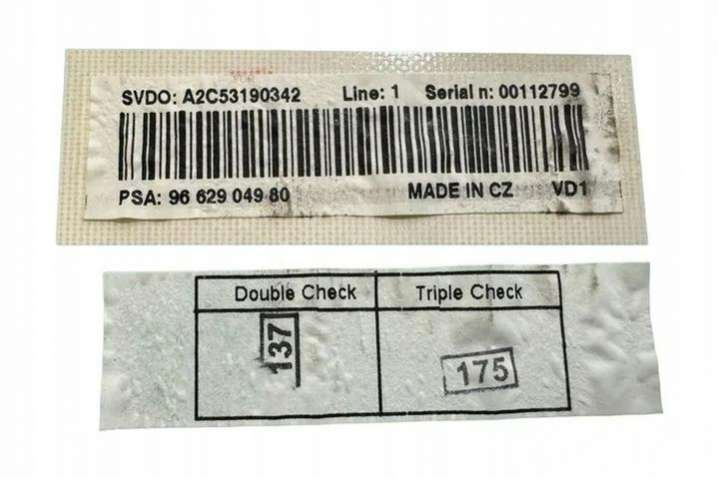 SVDO: A2C53190342 Line: 1 Serial n: 00112799
PSA: 96 629 049 80 MADE IN CZ VD1
Double Check Triple Check
137 175